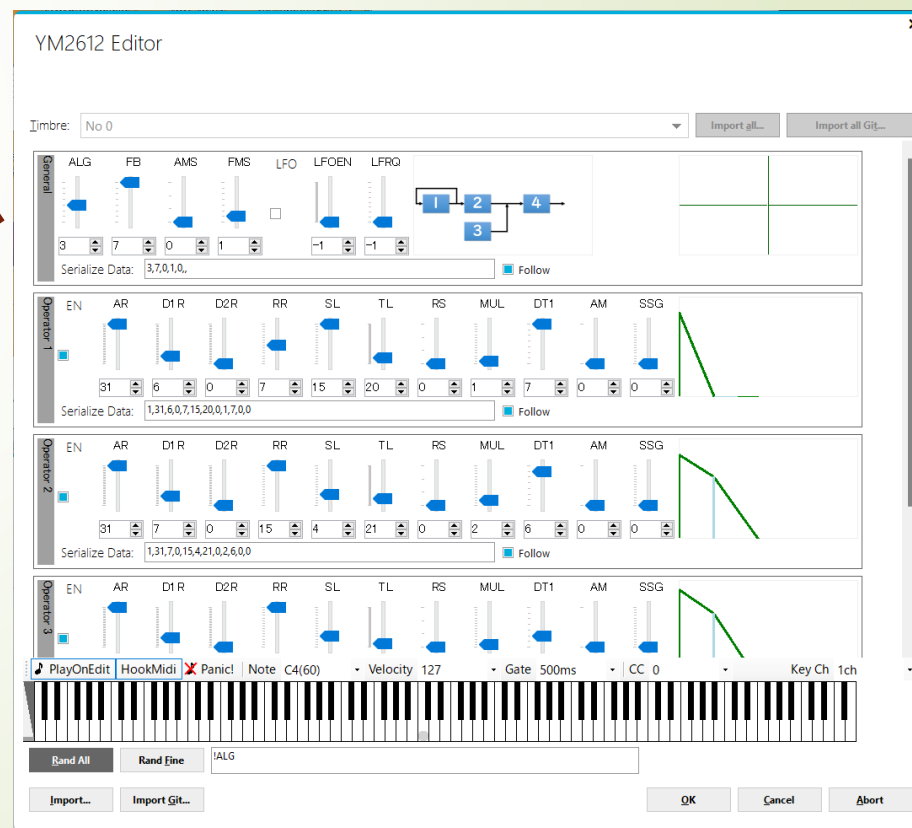 YM2612 Editor
Timbre: No 0 Import all... Import all Git...
General
ALG FB AMS FMS LFO LFOEN LFRQ
1 2 4
3
3 7 0 1 -1 -1
Serialize Data: 3,7,0,1,0,, Follow
Operator 1
EN AR D1R D2R RR SL TL RS MUL DT1 AM SSG
31 6 0 7 15 20 0 1 7 0 0
Serialize Data: 1,31,6,0,7,15,20,0,1,7,0,0 Follow
Operator 2
EN AR D1R D2R RR SL TL RS MUL DT1 AM SSG
31 7 0 15 4 21 0 2 6 0 0
Serialize Data: 1,31,7,0,15,4,21,0,2,6,0,0 Follow
Operator 3
EN AR D1R D2R RR SL TL RS MUL DT1 AM SSG
PlayOnEdit HookMidi Panic! Note C4(60) Velocity 127 Gate 500ms CC 0 Key Ch 1ch
Rand All Rand Fine !ALG
Import... Import Git... OK Cancel Abort